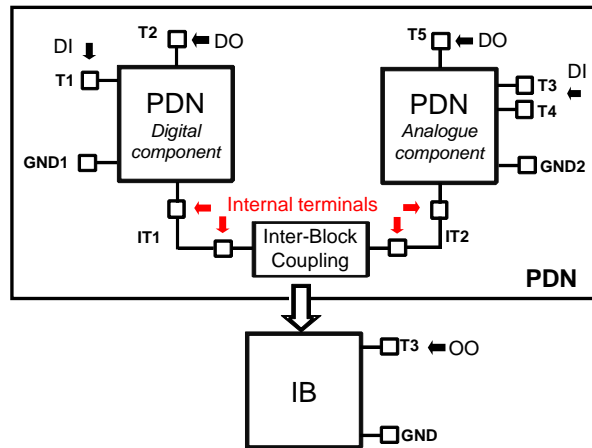 T2
DO
T5
DO
DI
T1
PDN
Digital
component
GND1
PDN
Analogue
component
T3
DI
T4
GND2
Internal terminals
IT1
IT2
Inter-Block
Coupling
PDN
IB
T3
OO
GND